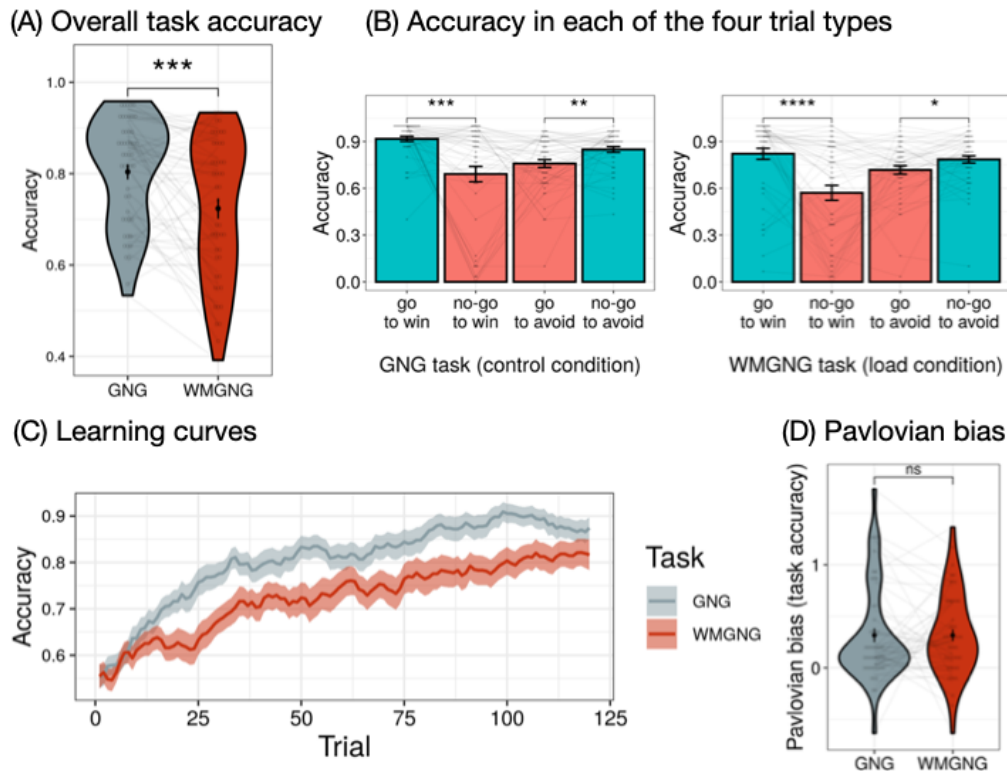 (A) Overall task accuracy
***
1.0
0.8
0.6
0.4
Accuracy
GNG
WMGNG
(B) Accuracy in each of the four trial types
***
**
0.9
0.6
0.3
0.0
Accuracy
go to win
no-go to win
go to avoid
no-go to avoid
GNG task (control condition)
****
*
0.9
0.6
0.3
0.0
Accuracy
go to win
no-go to win
go to avoid
no-go to avoid
WMGNG task (load condition)
(C) Learning curves
0.9
0.8
0.7
0.6
Accuracy
0
25
50
75
100
125
Trial
Task
GNG
WMGNG
(D) Pavlovian bias
ns
1
0
Pavlovian bias (task accuracy)
GNG
WMGNG